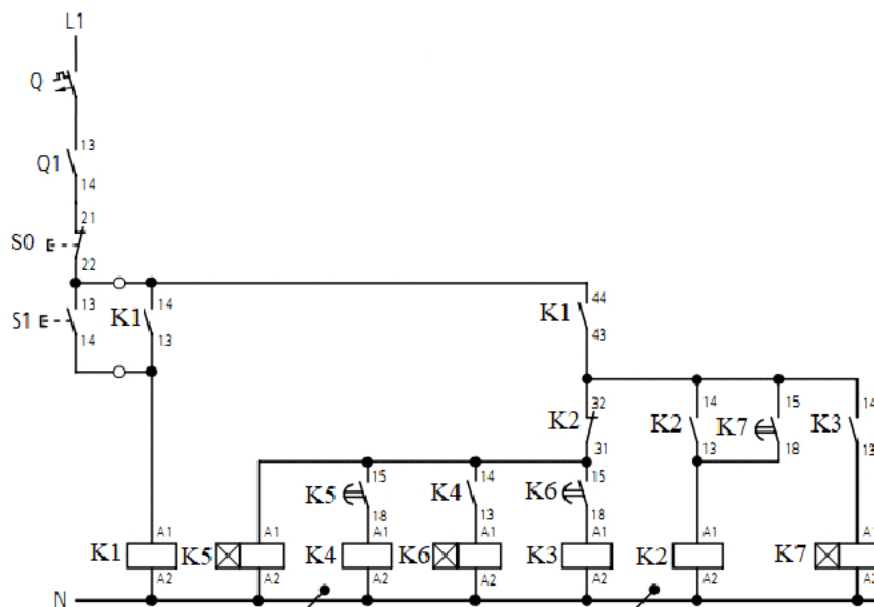 L1
Q
13
Q1
14
21
S0
22
13 14 44
S1 K1 K1
14 13 43
32 14 15 14
K2 K2 K7 K3
31 13 18 13
15 14 15
K5 K4 K6
18 13 18
A1 A1 A1 A1 A1 A1 A1
K1 K5 K4 K6 K3 K2 K7
A2 A2 A2 A2 A2 A2 A2
N